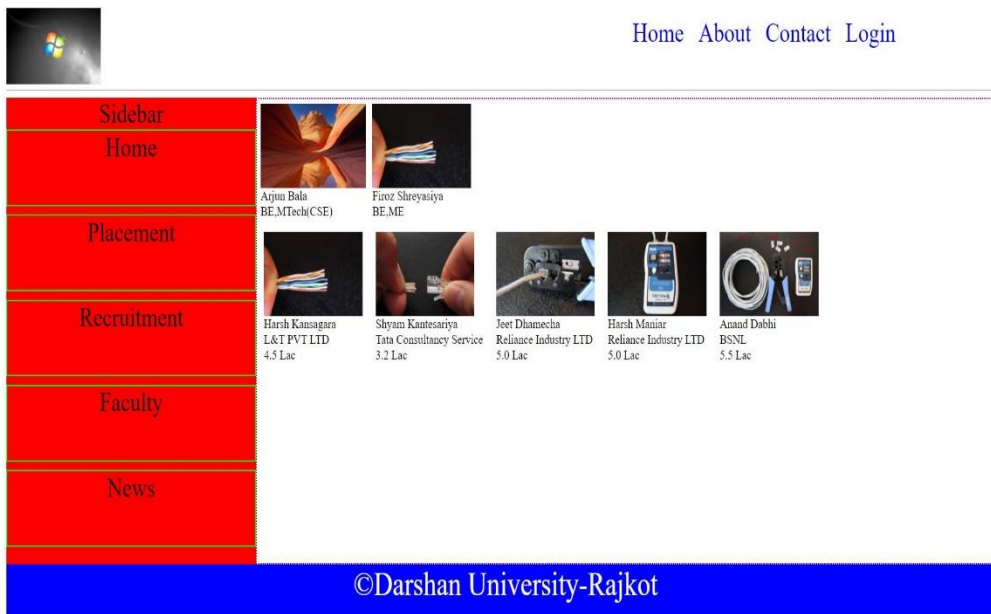 Home About Contact Login
Sidebar
Home
Placement
Recruitment
Faculty
News
Arjun Bala
BE,MTech(CSE)
Firoz Shreyasiya
BE,ME
Harsh Kansagara
L&T PVT LTD
4.5 Lac
Shyam Kantesariya
Tata Consultancy Service
3.2 Lac
Jeet Dhamecha
Reliance Industry LTD
5.0 Lac
Harsh Maniar
Reliance Industry LTD
5.0 Lac
Anand Dabhi
BSNL
5.5 Lac
©Darshan University-Rajkot